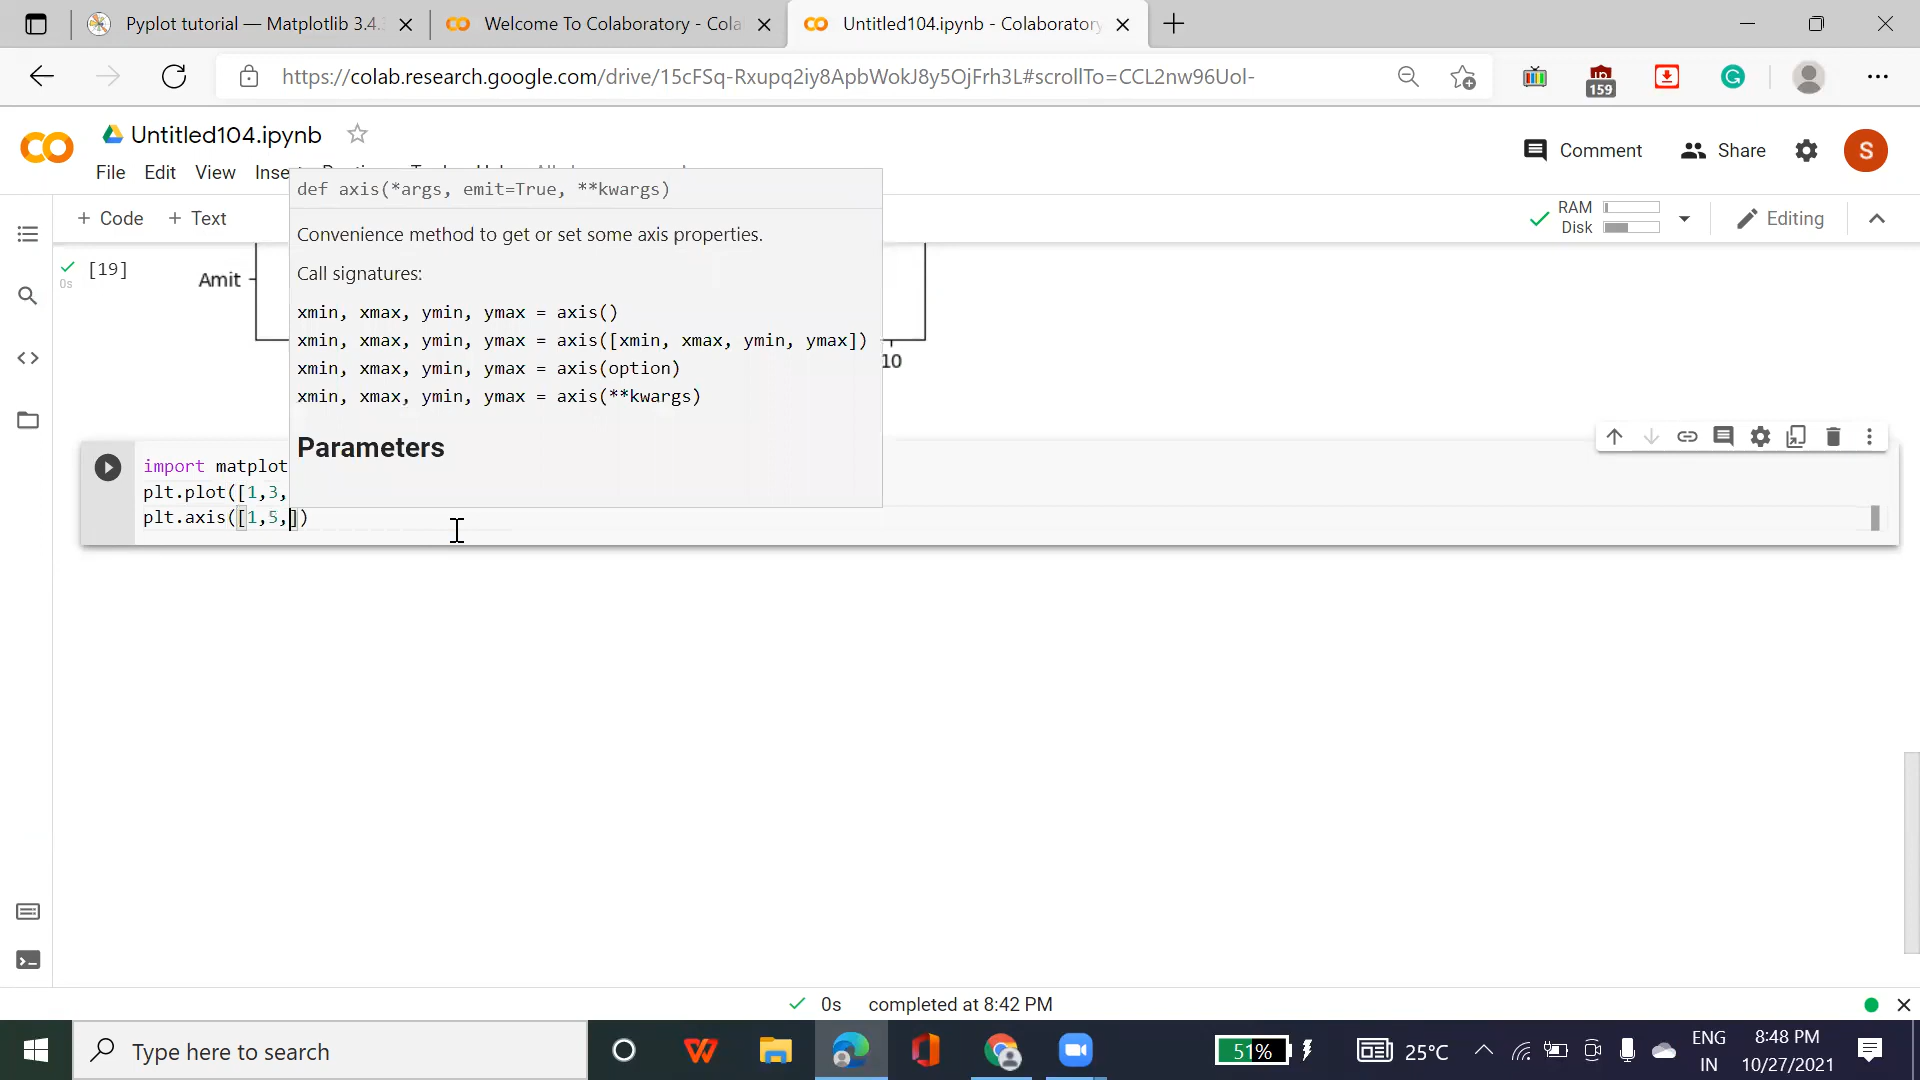 Pyplot tutorial — Matplotlib 3.4.
Welcome To Colaboratory - Cola
Untitled104.ipynb - Colaboratory
https://colab.research.google.com/drive/15cFSq-Rxupq2iy8ApbWokJ8y5OjFrh3L#scrollTo=CCL2nw96Uol-
159
Untitled104.ipynb
Comment
Share
S
File Edit View Inse
def axis(*args, emit=True, **kwargs)
+ Code + Text
RAM
Disk
Editing
Convenience method to get or set some axis properties.
[19]
0s
Amit
Call signatures:
xmin, xmax, ymin, ymax = axis()
xmin, xmax, ymin, ymax = axis([xmin, xmax, ymin, ymax])
10
xmin, xmax, ymin, ymax = axis(option)
xmin, xmax, ymin, ymax = axis(**kwargs)
Parameters
import matplot
plt.plot([1,3,
plt.axis([1,5,])
0s completed at 8:42 PM
Type here to search
51%
25°C
ENG
IN
8:48 PM
10/27/2021